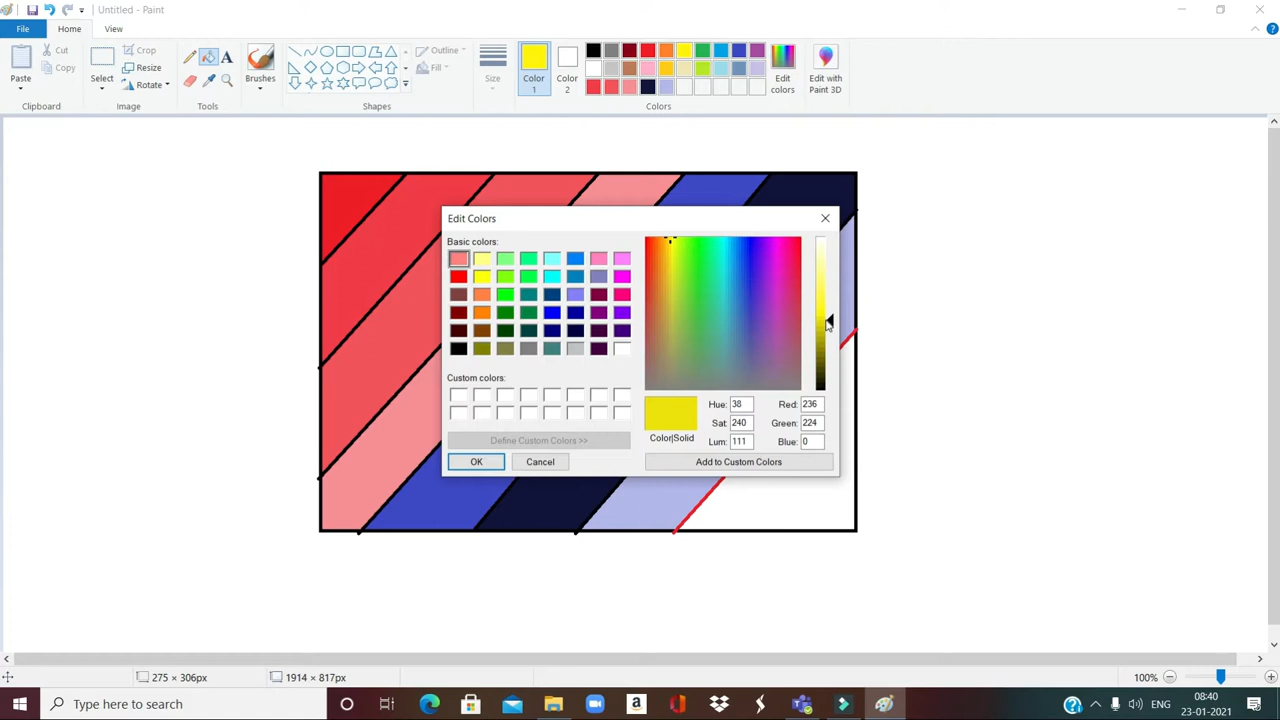 Untitled - Paint
File
Home
View
Paste
Cut
Copy
Clipboard
Select
Crop
Resize
Rotate
Image
A
Tools
Brushes
Outline
Fill
Shapes
Size
Color 1
Color 2
Edit colors
Colors
Edit with Paint 3D
Edit Colors
Basic colors:
Custom colors:
Define Custom Colors >>
OK
Cancel
Color|Solid
Hue: 38
Sat: 240
Lum: 111
Red: 236
Green: 224
Blue: 0
Add to Custom Colors
275 × 306px
1914 × 817px
100%
Type here to search
ENG
08:40
23-01-2021